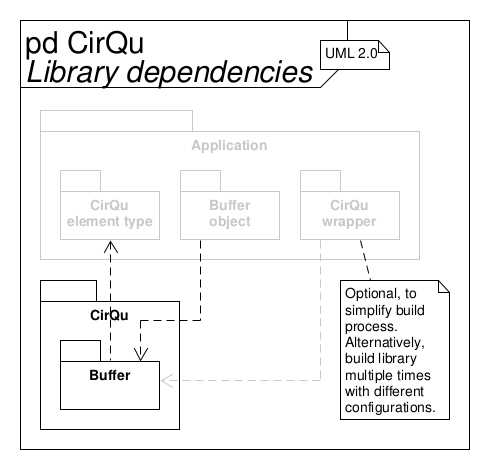 pd CirQu
Library dependencies
UML 2.0
Application
CirQu
element type
Buffer
object
CirQu
wrapper
CirQu
Buffer
Optional, to
simplify build
process.
Alternatively,
build library
multiple times
with different
configurations.